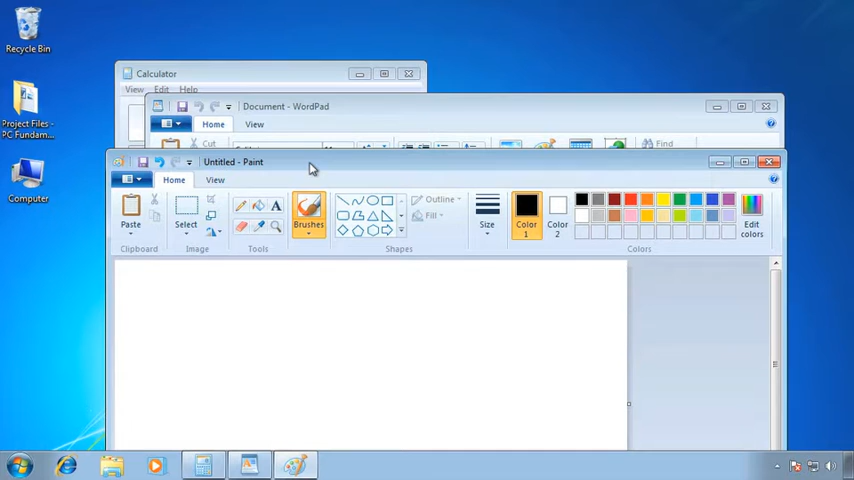 Recycle Bin
Project Files -
PC Fundam...
Computer
Calculator
View Edit Help
Document - WordPad
Home View
Cut
Find
Untitled - Paint
Home View
Paste
Select
Brushes
Outline
Fill
Size
Color
1
Color
2
Edit
colors
Clipboard
Image
Tools
Shapes
Colors